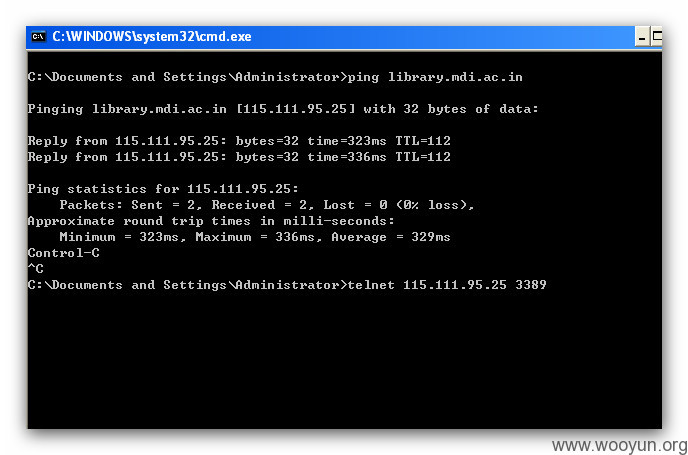 C:\WINDOWS\system32\cmd.exe
C:\Documents and Settings\Administrator>ping library.mdi.ac.in
Pinging library.mdi.ac.in [115.111.95.25] with 32 bytes of data:
Reply from 115.111.95.25: bytes=32 time=323ms TTL=112
Reply from 115.111.95.25: bytes=32 time=336ms TTL=112
Ping statistics for 115.111.95.25:
    Packets: Sent = 2, Received = 2, Lost = 0 (0% loss),
Approximate round trip times in milli-seconds:
    Minimum = 323ms, Maximum = 336ms, Average = 329ms
Control-C
^C
C:\Documents and Settings\Administrator>telnet 115.111.95.25 3389
www.wooyun.org